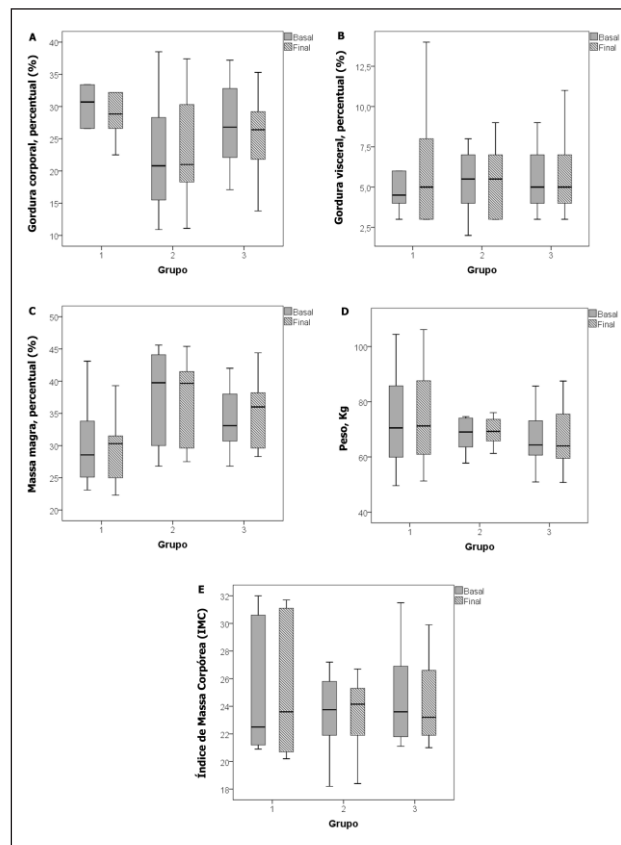 A
Basal
Final
Gordura corporal, percentual (%)
40
35
30
25
20
15
10
1
2
3
Grupo
B
Basal
Final
Gordura visceral, percentual (%)
12,5
10,0
7,5
5,0
2,5
1
2
3
Grupo
C
Basal
Final
Massa magra, percentual (%)
50
45
40
35
30
25
20
1
2
3
Grupo
D
Basal
Final
Peso, Kg
100
80
60
40
1
2
3
Grupo
E
Basal
Final
Índice de Massa Corpórea (IMC)
32
30
28
26
24
22
20
18
1
2
3
Grupo